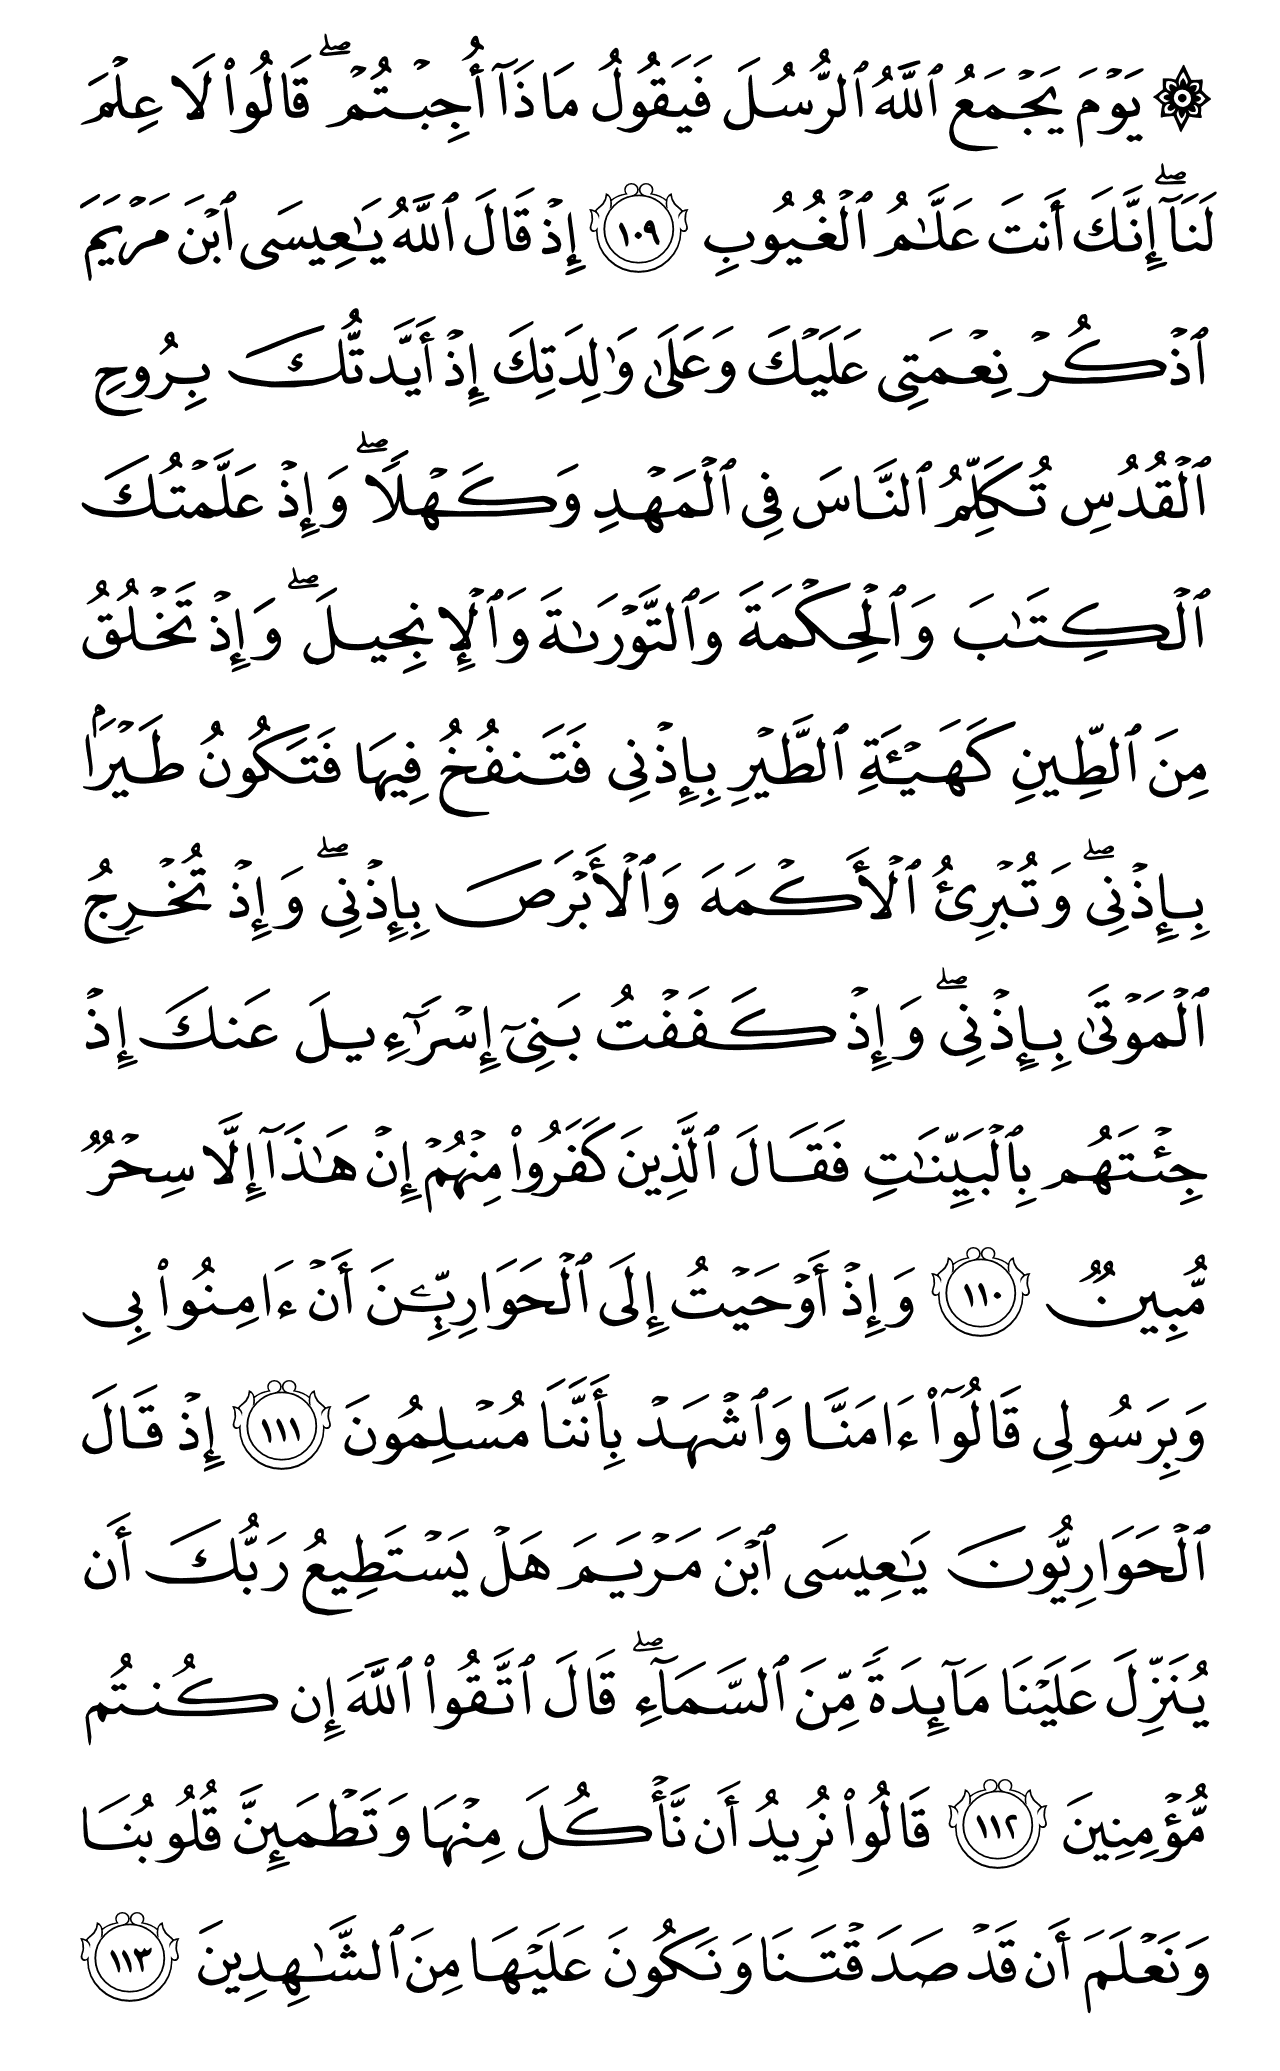 ۞ يَوۡمَ يَجۡمَعُ ٱللَّهُ ٱلرُّسُلَ فَيَقُولُ مَاذَآ أُجِبۡتُمۡۖ قَالُواْ لَا عِلۡمَ
لَنَآۖ إِنَّكَ أَنتَ عَلَّٰمُ ٱلۡغُيُوبِ ١٠٩ إِذۡ قَالَ ٱللَّهُ يَٰعِيسَى ٱبۡنَ مَرۡيَمَ
ٱذۡكُرۡ نِعۡمَتِي عَلَيۡكَ وَعَلَىٰ وَٰلِدَتِكَ إِذۡ أَيَّدتُّكَ بِرُوحِ
ٱلۡقُدُسِ تُكَلِّمُ ٱلنَّاسَ فِي ٱلۡمَهۡدِ وَكَهۡلٗاۖ وَإِذۡ عَلَّمۡتُكَ
ٱلۡكِتَٰبَ وَٱلۡحِكۡمَةَ وَٱلتَّوۡرَىٰةَ وَٱلۡإِنجِيلَۖ وَإِذۡ تَخۡلُقُ
مِنَ ٱلطِّينِ كَهَيۡـَٔةِ ٱلطَّيۡرِ بِإِذۡنِي فَتَنفُخُ فِيهَا فَتَكُونُ طَيۡرَۢا
بِإِذۡنِيۖ وَتُبۡرِئُ ٱلۡأَكۡمَهَ وَٱلۡأَبۡرَصَ بِإِذۡنِيۖ وَإِذۡ تُخۡرِجُ
ٱلۡمَوۡتَىٰ بِإِذۡنِيۖ وَإِذۡ كَفَفۡتُ بَنِيٓ إِسۡرَٰٓءِيلَ عَنكَ إِذۡ
جِئۡتَهُم بِٱلۡبَيِّنَٰتِ فَقَالَ ٱلَّذِينَ كَفَرُواْ مِنۡهُمۡ إِنۡ هَٰذَآ إِلَّا سِحۡرٞ
مُّبِينٞ ١١٠ وَإِذۡ أَوۡحَيۡتُ إِلَى ٱلۡحَوَارِيِّـۧنَ أَنۡ ءَامِنُواْ بِي
وَبِرَسُولِي قَالُوٓاْ ءَامَنَّا وَٱشۡهَدۡ بِأَنَّنَا مُسۡلِمُونَ ١١١ إِذۡ قَالَ
ٱلۡحَوَارِيُّونَ يَٰعِيسَى ٱبۡنَ مَرۡيَمَ هَلۡ يَسۡتَطِيعُ رَبُّكَ أَن
يُنَزِّلَ عَلَيۡنَا مَآئِدَةٗ مِّنَ ٱلسَّمَآءِۖ قَالَ ٱتَّقُواْ ٱللَّهَ إِن كُنتُم
مُّؤۡمِنِينَ ١١٢ قَالُواْ نُرِيدُ أَن نَّأۡكُلَ مِنۡهَا وَتَطۡمَئِنَّ قُلُوبُنَا
وَنَعۡلَمَ أَن قَدۡ صَدَقۡتَنَا وَنَكُونَ عَلَيۡهَا مِنَ ٱلشَّٰهِدِينَ ١١٣